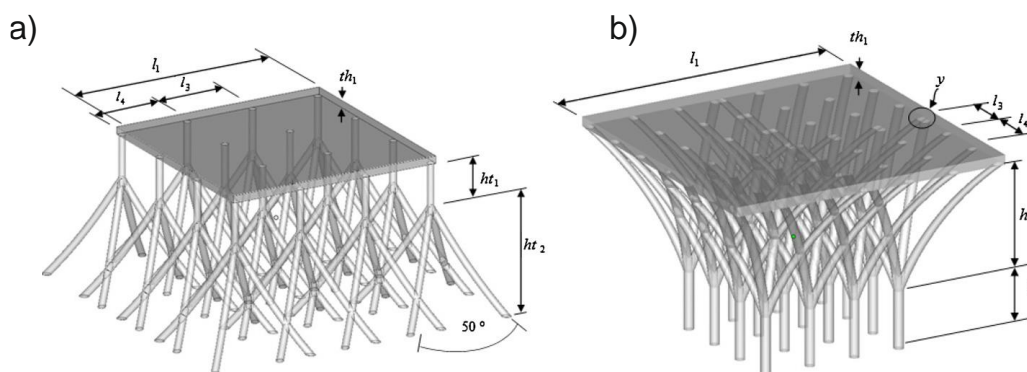 a)
l₁
l₄
l₃
th₁
ht₁
ht₂
50 °
b)
l₁
th₁
y
l₃
l₄
h